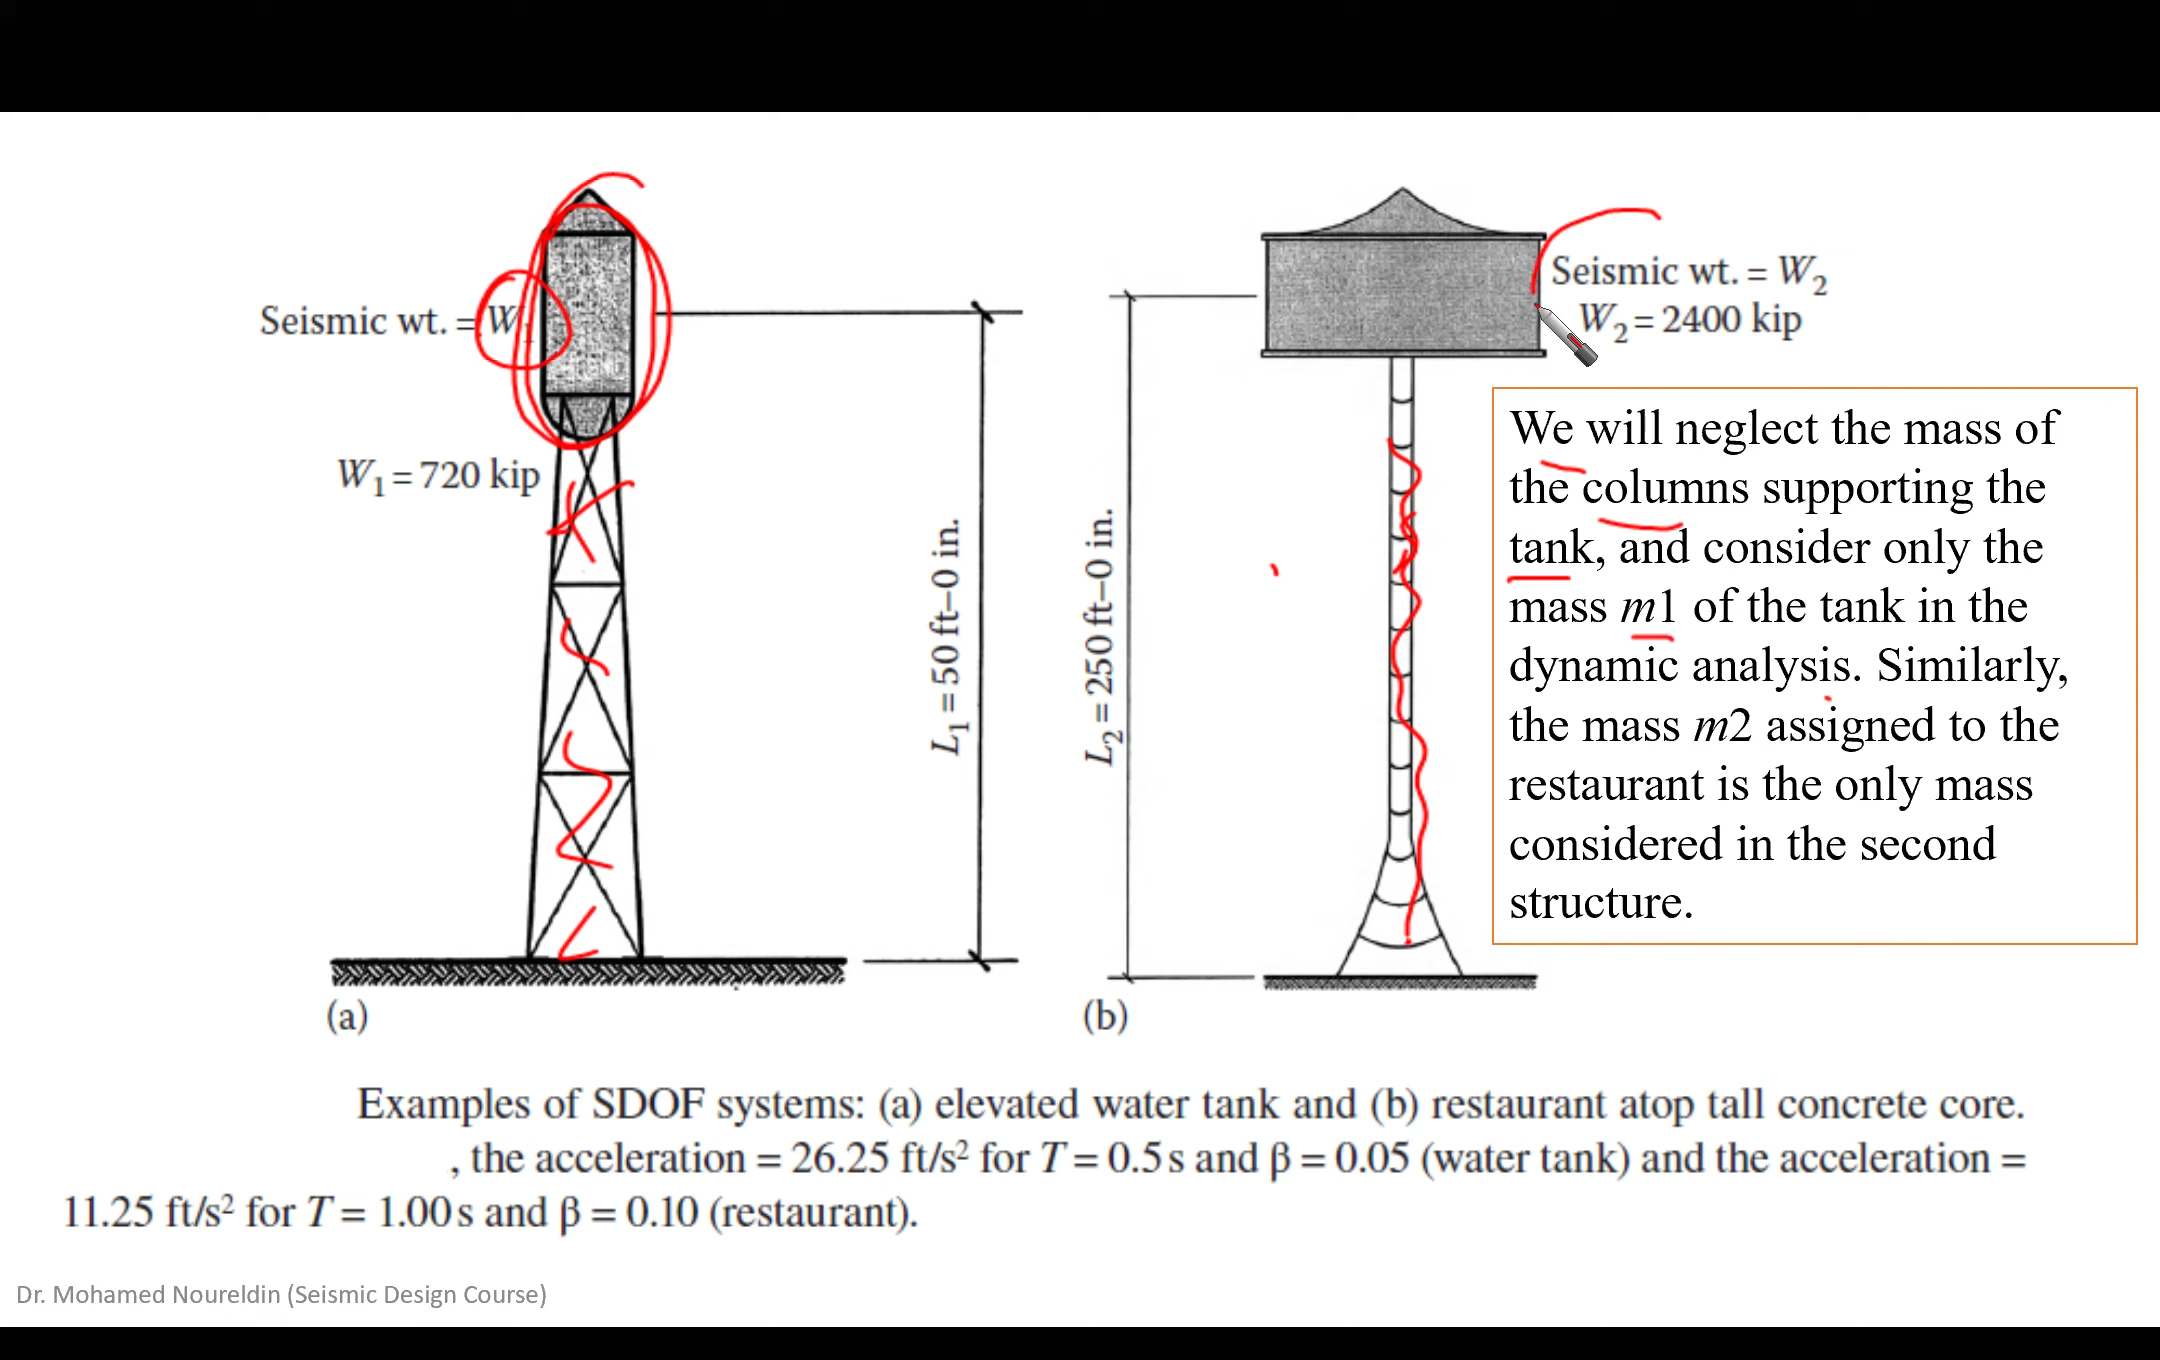 Seismic wt. = W₁
W₁ = 720 kip
L₁ = 50 ft–0 in.
(a)
L₂ = 250 ft–0 in.
(b)
Seismic wt. = W₂
W₂ = 2400 kip
We will neglect the mass of
the columns supporting the
tank, and consider only the
mass m1 of the tank in the
dynamic analysis. Similarly,
the mass m2 assigned to the
restaurant is the only mass
considered in the second
structure.
Examples of SDOF systems: (a) elevated water tank and (b) restaurant atop tall concrete core.
, the acceleration = 26.25 ft/s² for T = 0.5 s and β = 0.05 (water tank) and the acceleration =
11.25 ft/s² for T = 1.00 s and β = 0.10 (restaurant).
Dr. Mohamed Noureldin (Seismic Design Course)